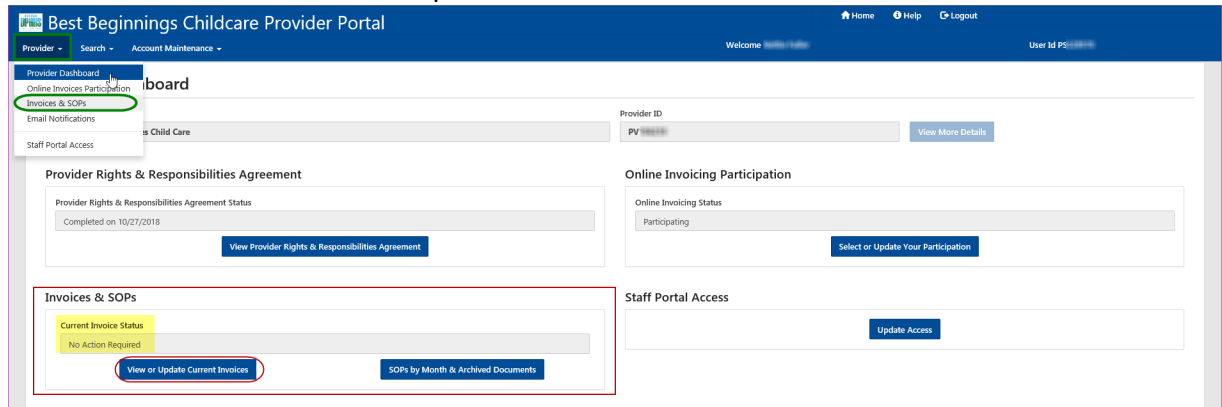 Best Beginnings Childcare Provider Portal
Home Help Logout
Provider Search Account Maintenance
Welcome
User Id PS
Provider Dashboard
Online Invoices Participation
Invoices & SOPs
Email Notifications
Staff Portal Access
board
Provider ID
Child Care
PV
View More Details
Provider Rights & Responsibilities Agreement
Online Invoicing Participation
Provider Rights & Responsibilities Agreement Status
Online Invoicing Status
Completed on 10/27/2018
Participating
View Provider Rights & Responsibilities Agreement
Select or Update Your Participation
Invoices & SOPs
Staff Portal Access
Current Invoice Status
No Action Required
Update Access
View or Update Current Invoices
SOPs by Month & Archived Documents